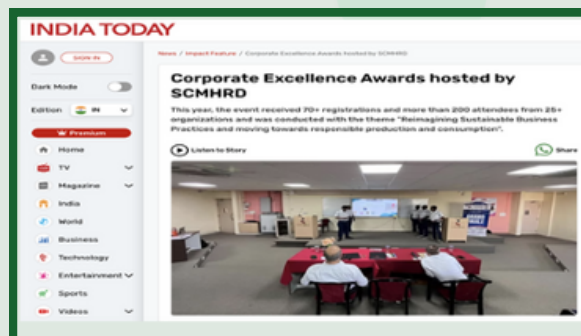 INDIA TODAY
SIGN IN
News / Impact Feature / Corporate Excellence Awards hosted by SCMHRD
Dark Mode
Edition IN
Premium
Home
TV
Magazine
India
World
Business
Technology
Entertainment
Sports
Videos
Corporate Excellence Awards hosted by
SCMHRD
This year, the event received 70+ registrations and more than 200 attendees from 25+
organizations and was conducted with the theme "Reimagining Sustainable Business
Practices and moving towards responsible production and consumption".
Listen to Story
Share